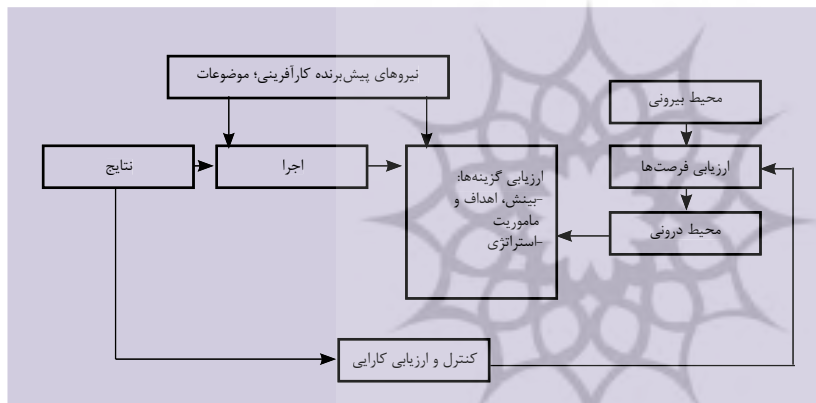 نیروهای پیش‌برنده کارآفرینی؛ موضوعات
محیط بیرونی
ارزیابی فرصت‌ها
محیط درونی
ارزیابی گزینه‌ها:
-بینش، اهداف و
ماموریت
-استراتژی
اجرا
نتایج
کنترل و ارزیابی کارایی